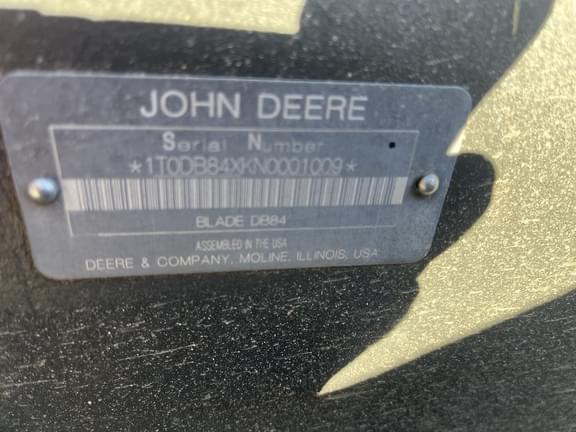 JOHN DEERE
Serial Number
*1T0DB84XKN0001009*
BLADE DB84
ASSEMBLED IN THE USA
DEERE & COMPANY, MOLINE, ILLINOIS, USA